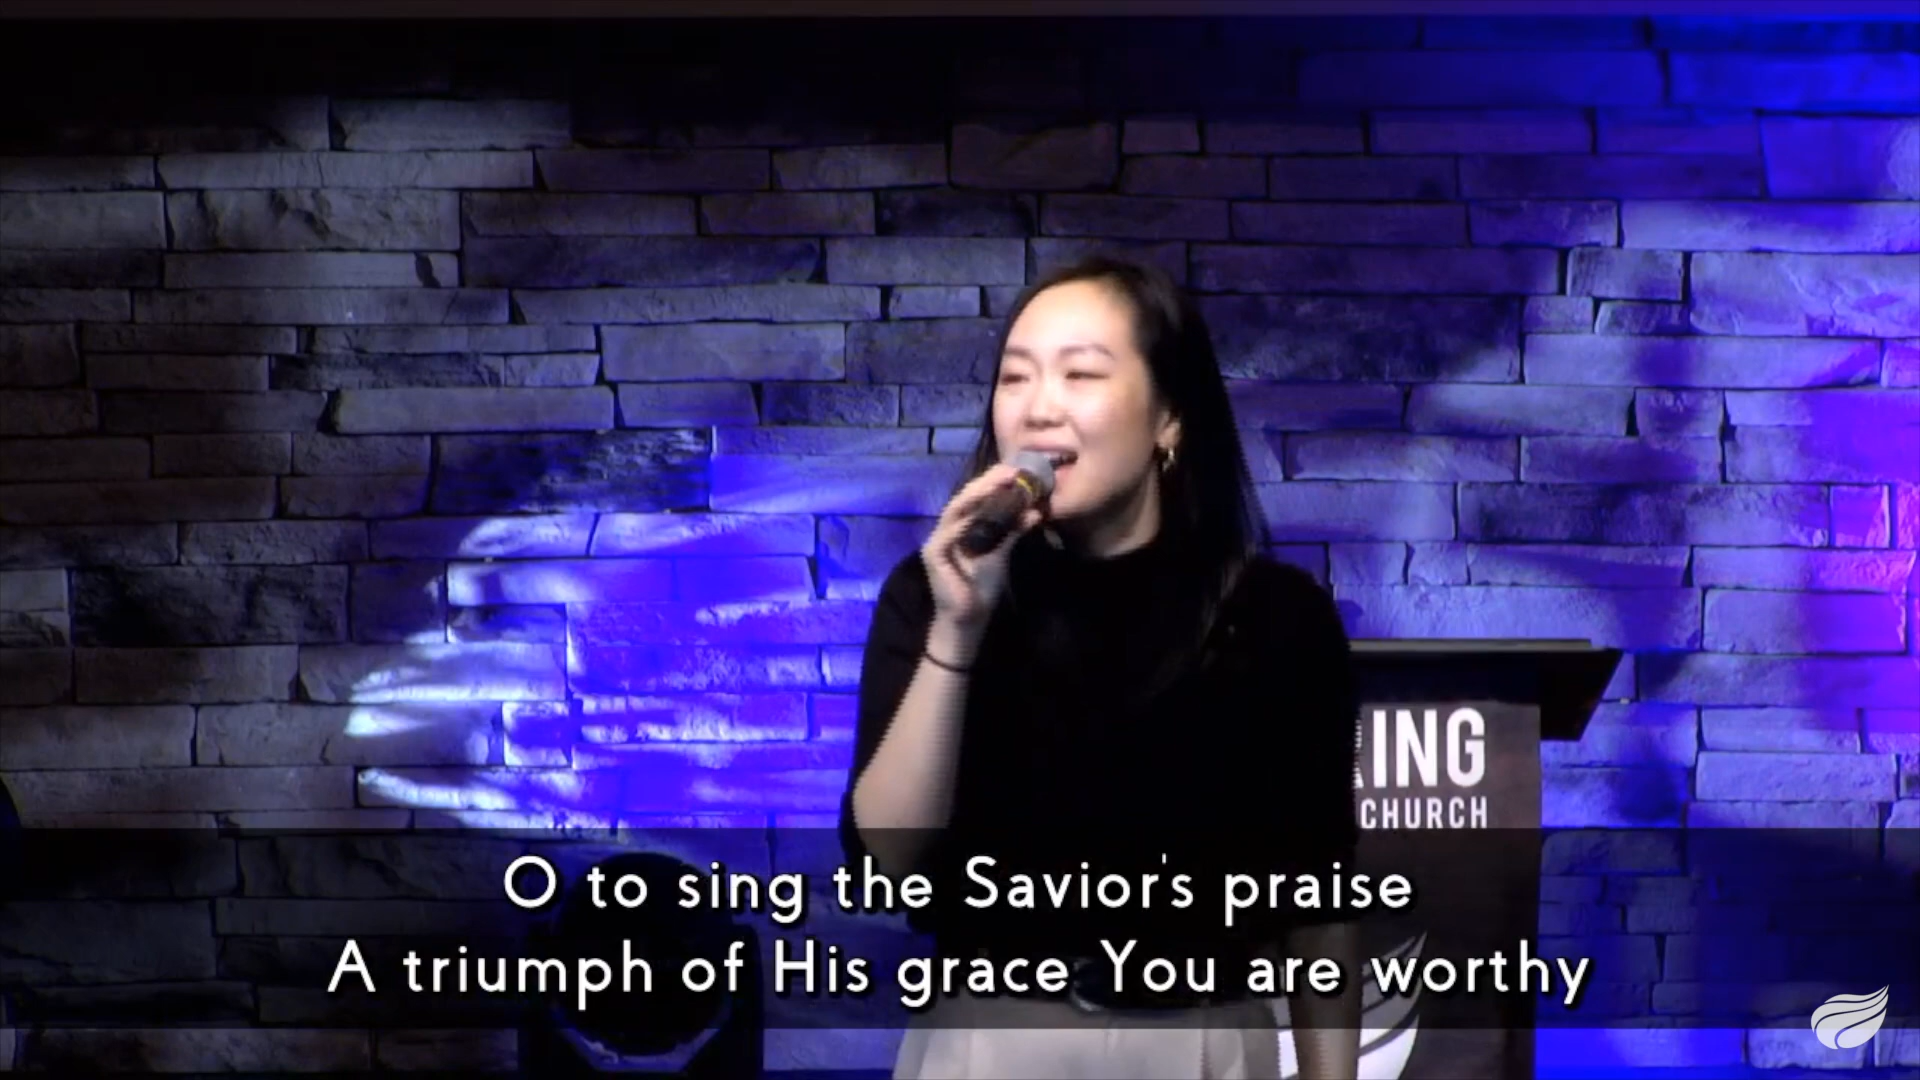 ING
CHURCH
O to sing the Savior's praise
A triumph of His grace You are worthy